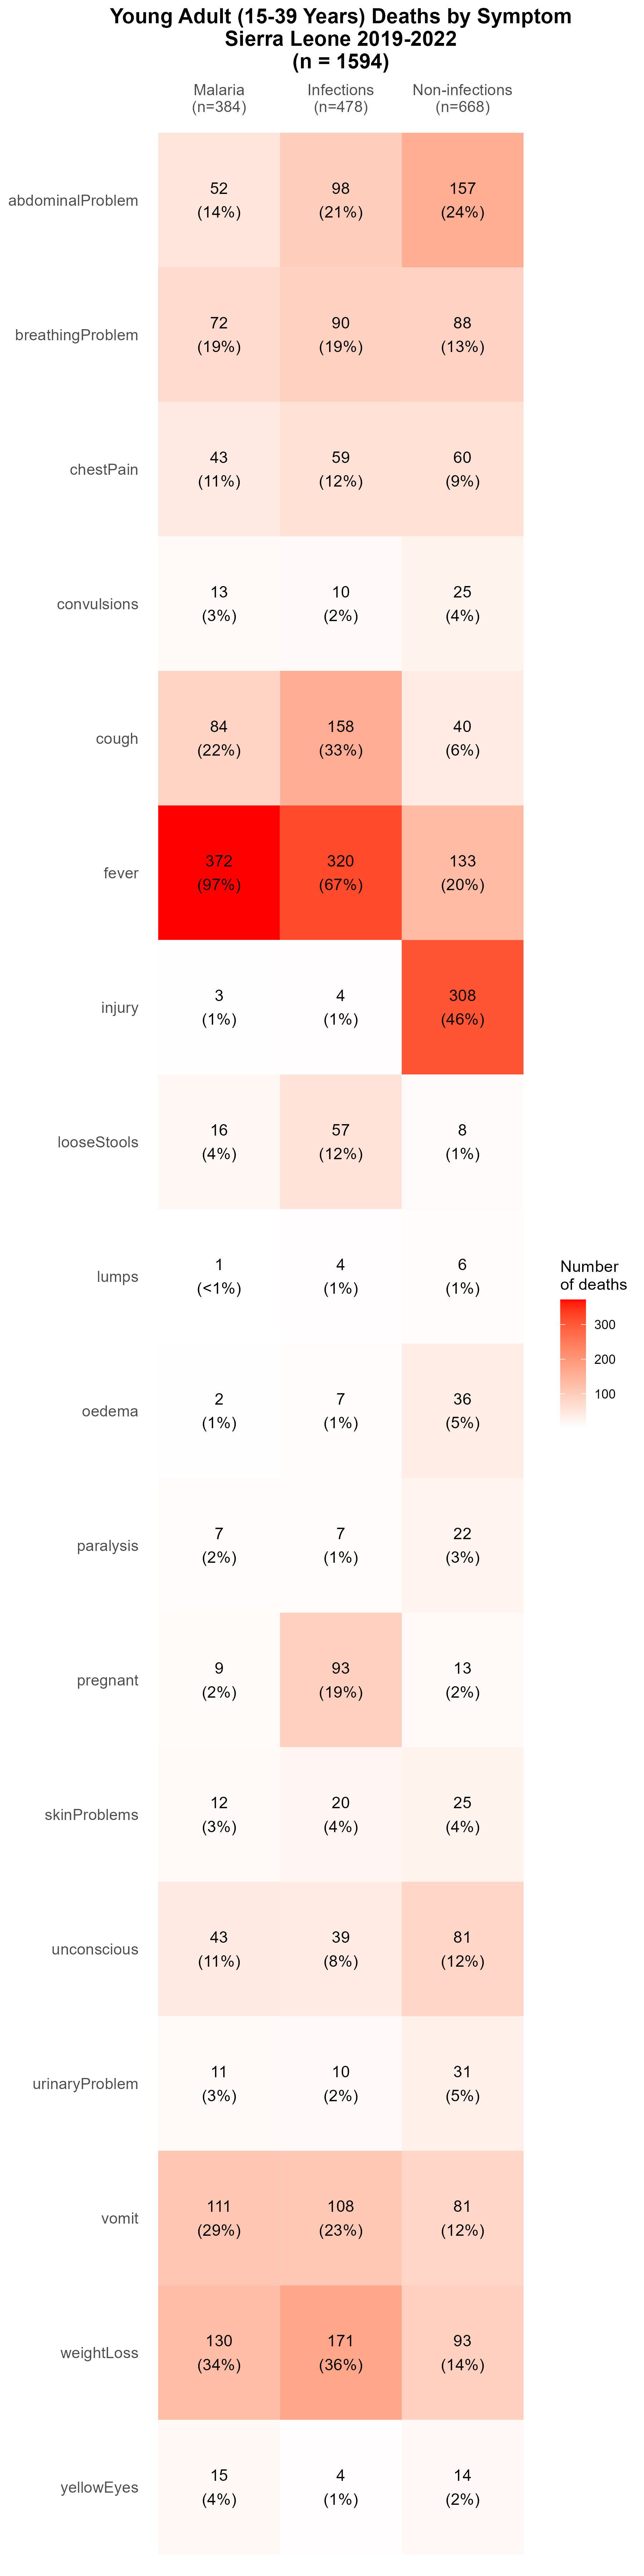 Young Adult (15-39 Years) Deaths by Symptom
Sierra Leone 2019-2022
(n = 1594)
Malaria Infections Non-infections
(n=384) (n=478) (n=668)
abdominalProblem
52 98 157
(14%) (21%) (24%)
breathingProblem
72 90 88
(19%) (19%) (13%)
chestPain
43 59 60
(11%) (12%) (9%)
convulsions
13 10 25
(3%) (2%) (4%)
cough
84 158 40
(22%) (33%) (6%)
fever
372 320 133
(97%) (67%) (20%)
injury
3 4 308
(1%) (1%) (46%)
looseStools
16 57 8
(4%) (12%) (1%)
lumps
1 4 6
(<1%) (1%) (1%)
oedema
2 7 36
(1%) (1%) (5%)
paralysis
7 7 22
(2%) (1%) (3%)
pregnant
9 93 13
(2%) (19%) (2%)
skinProblems
12 20 25
(3%) (4%) (4%)
unconscious
43 39 81
(11%) (8%) (12%)
urinaryProblem
11 10 31
(3%) (2%) (5%)
vomit
111 108 81
(29%) (23%) (12%)
weightLoss
130 171 93
(34%) (36%) (14%)
yellowEyes
15 4 14
(4%) (1%) (2%)
Number
of deaths
300
200
100